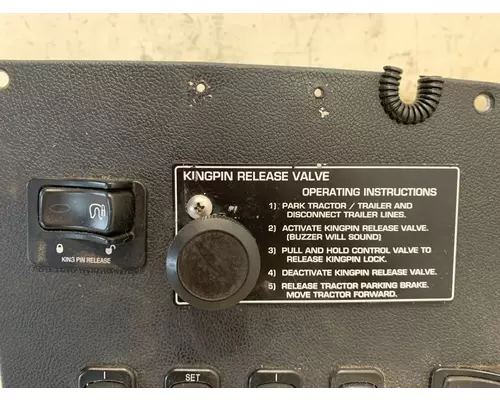 KINGPIN RELEASE VALVE
OPERATING INSTRUCTIONS
1) PARK TRACTOR / TRAILER AND
DISCONNECT TRAILER LINES.
2) ACTIVATE KINGPIN RELEASE VALVE.
(BUZZER WILL SOUND)
3) PULL AND HOLD CONTROL VALVE TO
RELEASE KINGPIN LOCK.
4) DEACTIVATE KINGPIN RELEASE VALVE.
5) RELEASE TRACTOR PARKING BRAKE.
MOVE TRACTOR FORWARD.
KING PIN RELEASE
SET